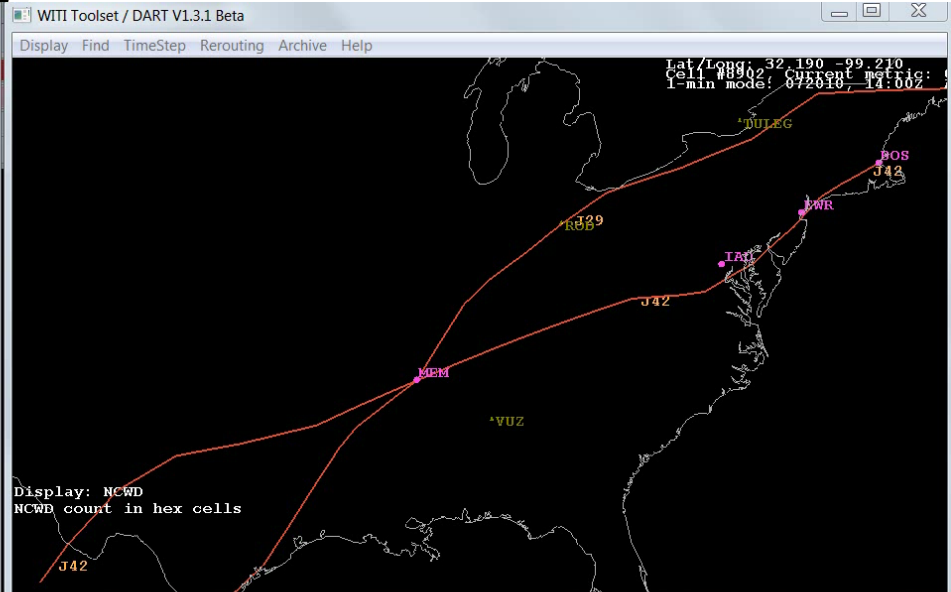 WITI Toolset / DART V1.3.1 Beta
Display Find TimeStep Rerouting Archive Help
Lat/Long: 32.190 -99.210
Cell #8902, Current metric:
1-min mode: 072010, 14:00Z
TULEG
BOS
J42
EWR
J29
ROD
IAD
J42
MEM
VUZ
Display: NCWD
NCWD count in hex cells
J42